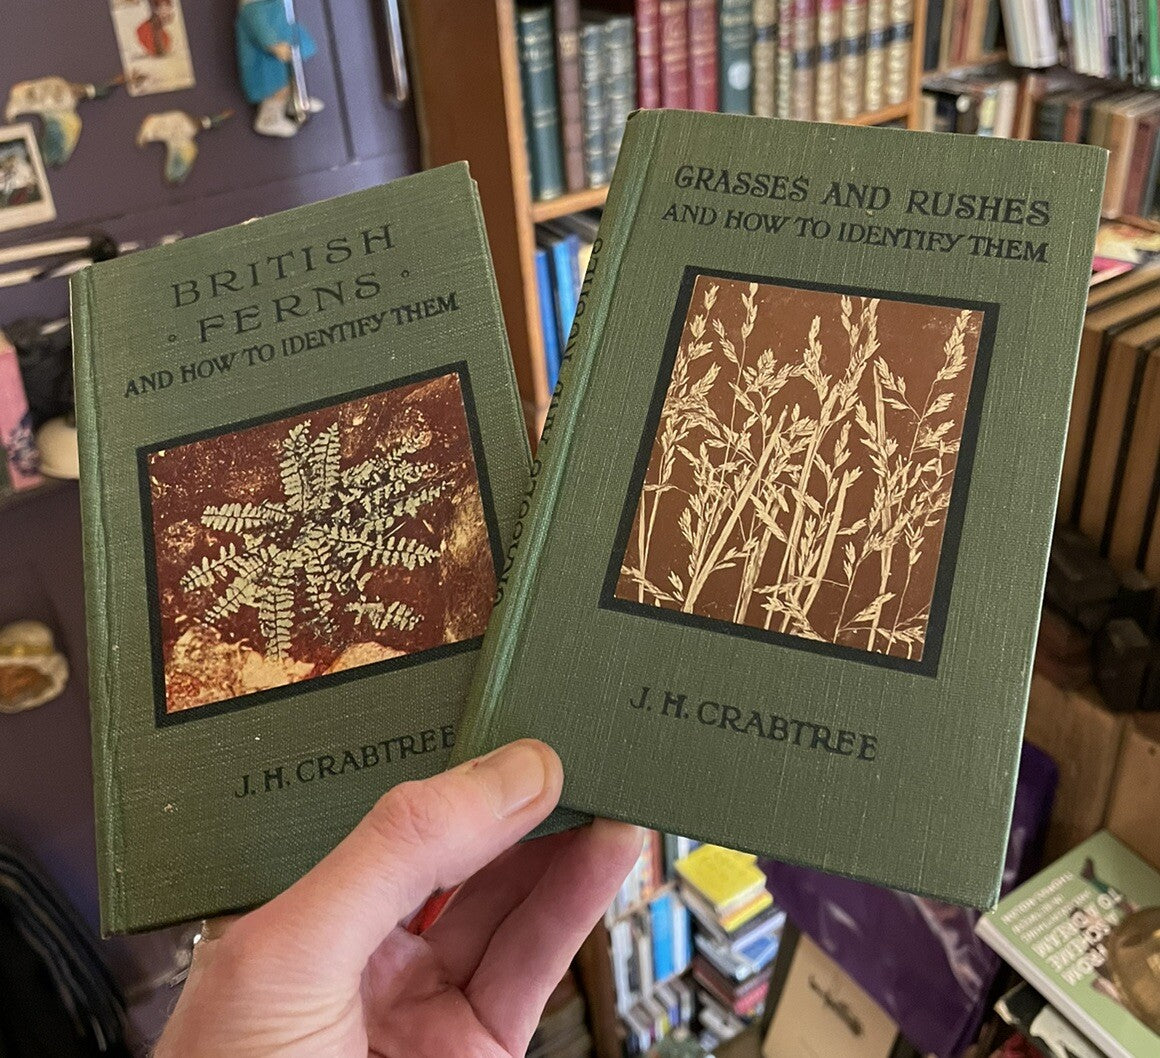 BRITISH
FERNS
AND HOW TO IDENTIFY THEM
J. H. CRABTREE
GRASSES AND RUSHES
AND HOW TO IDENTIFY THEM
J. H. CRABTREE